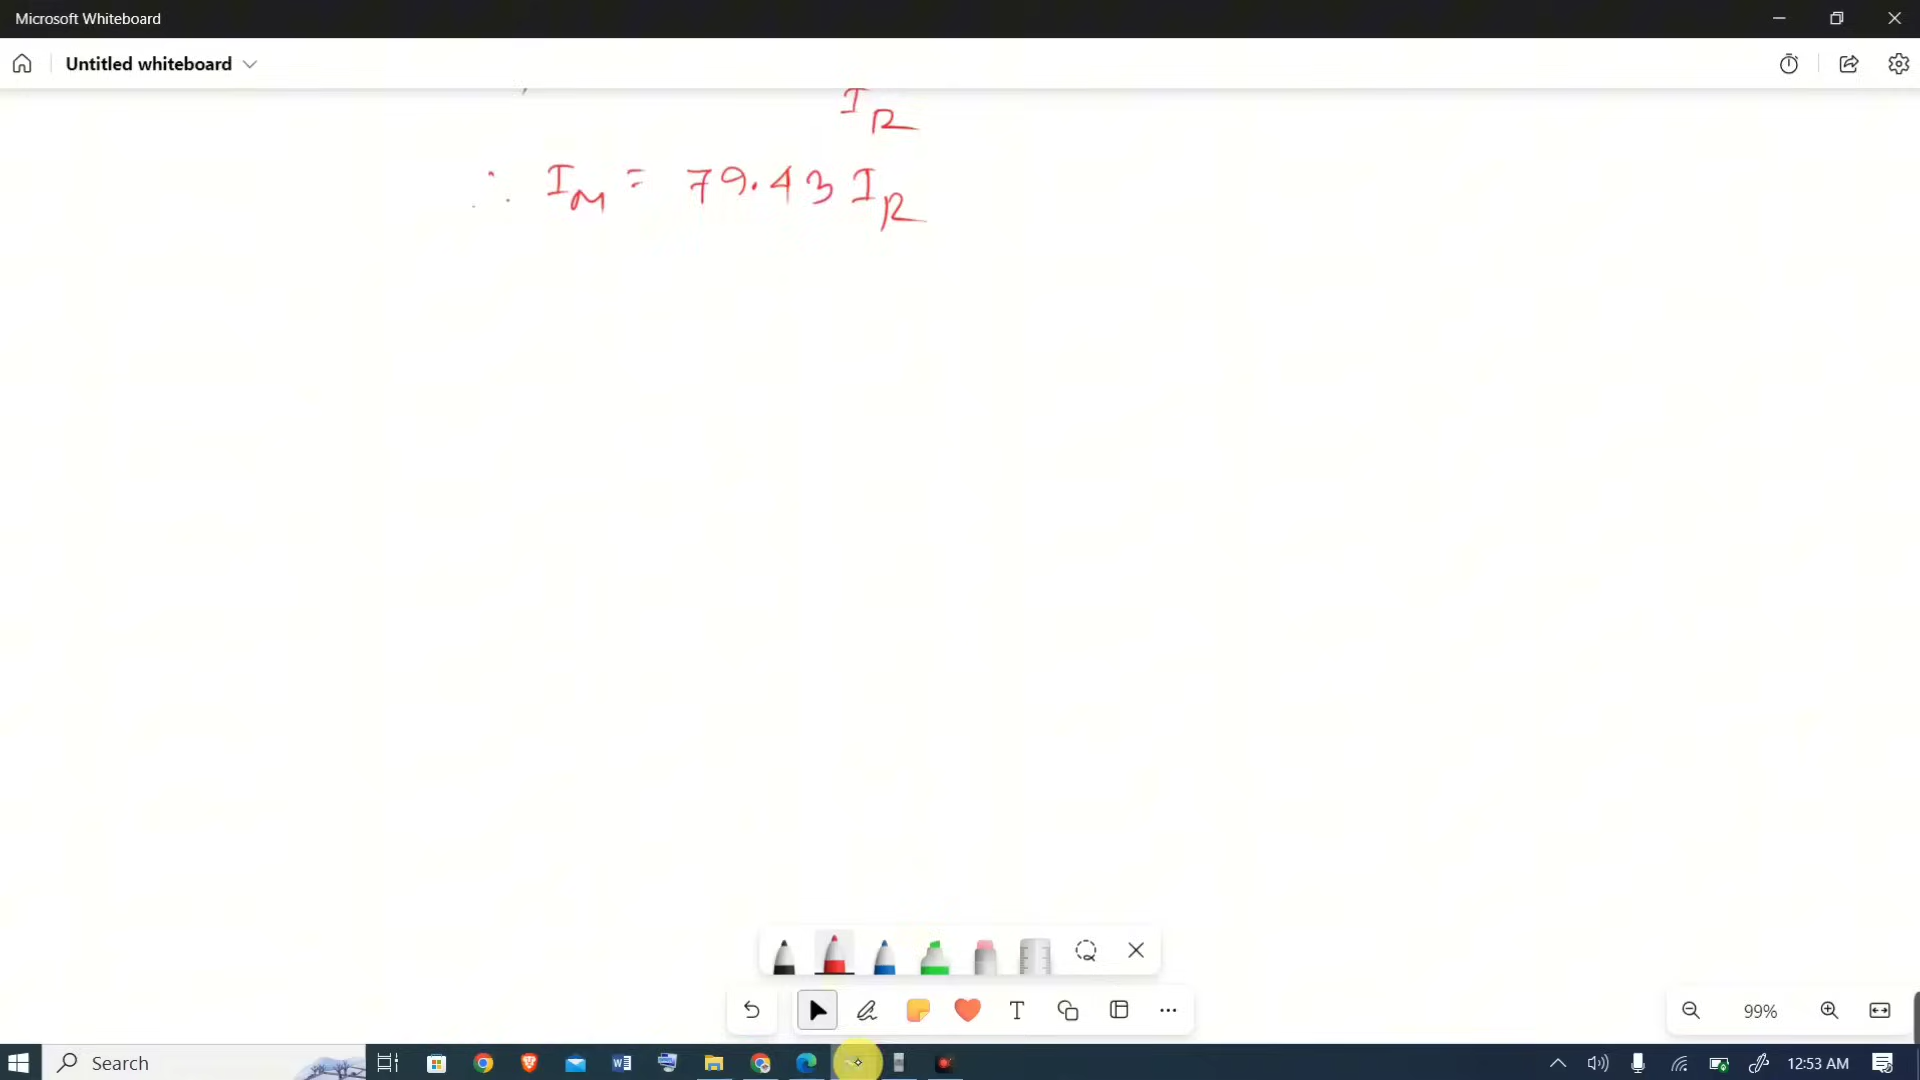 Microsoft Whiteboard
Untitled whiteboard
I_R
∴ I_M = 79.43 I_R
T
99%
Search
12:53 AM